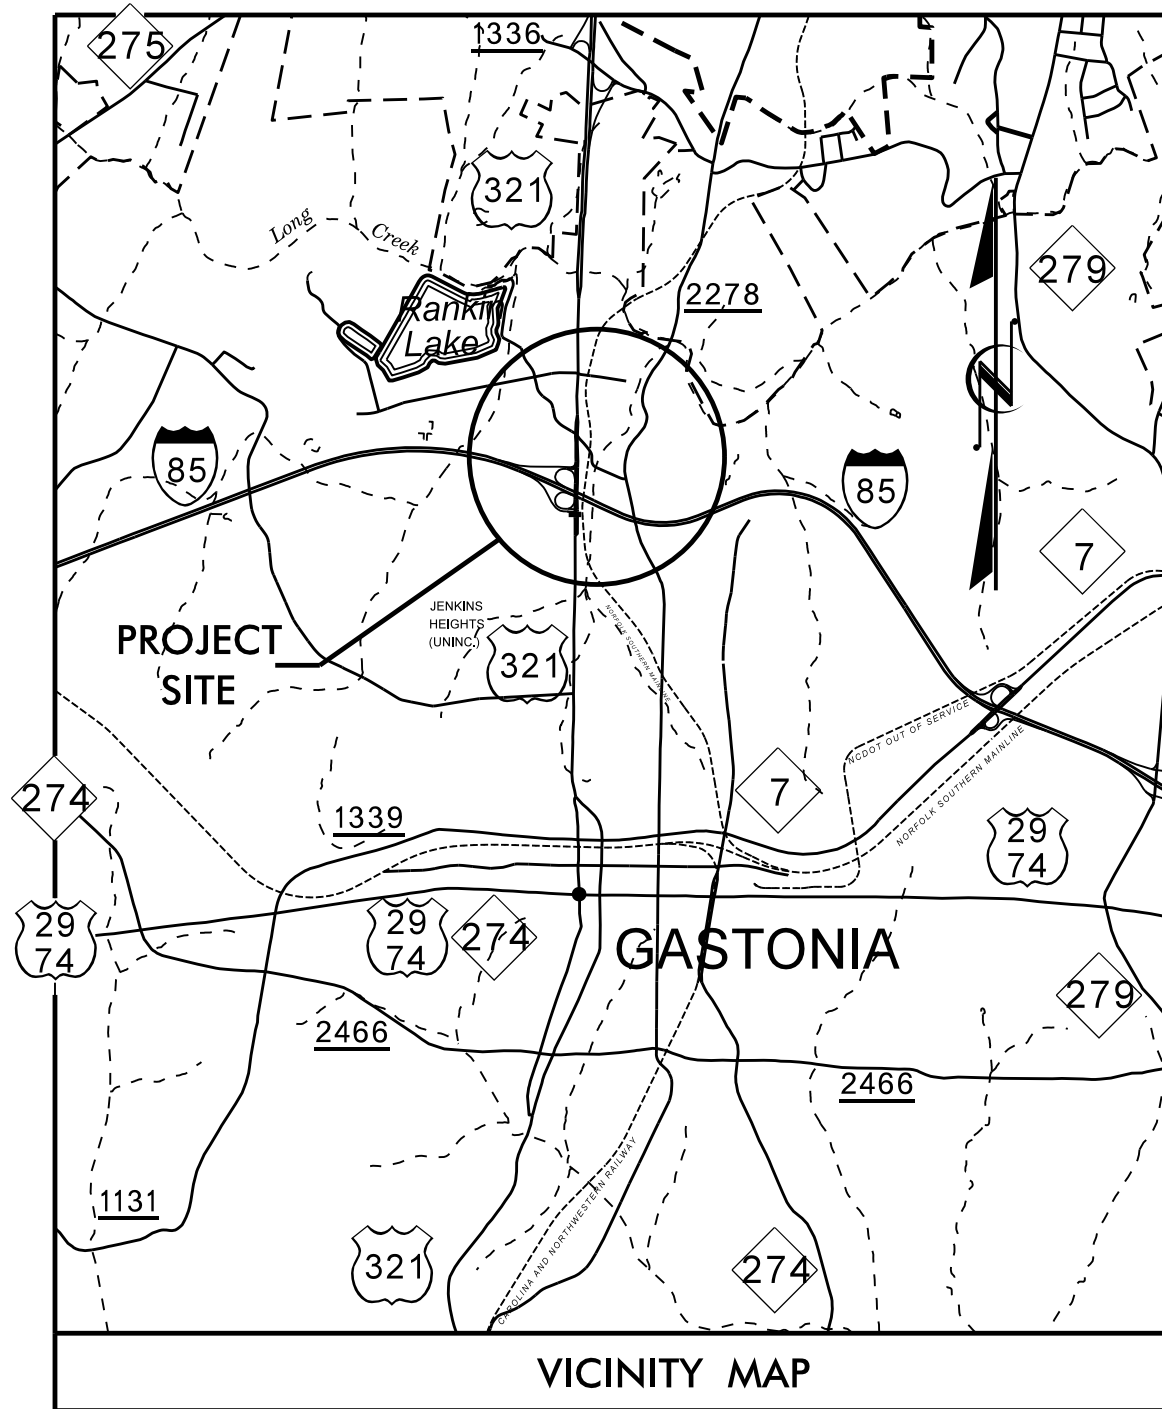 275
1336
321
Long
Creek
279
2278
Rankin
Lake
85
85
7
JENKINS
HEIGHTS
(UNINC.)
PROJECT
SITE
321
NORFOLK SOUTHERN MAINLINE
NCDOT OUT OF SERVICE
NORFOLK SOUTHERN MAINLINE
274
7
1339
29
74
29
74
29
74
274
GASTONIA
279
2466
2466
1131
CAROLINA AND NORTHWESTERN RAILWAY
321
274
N
VICINITY MAP